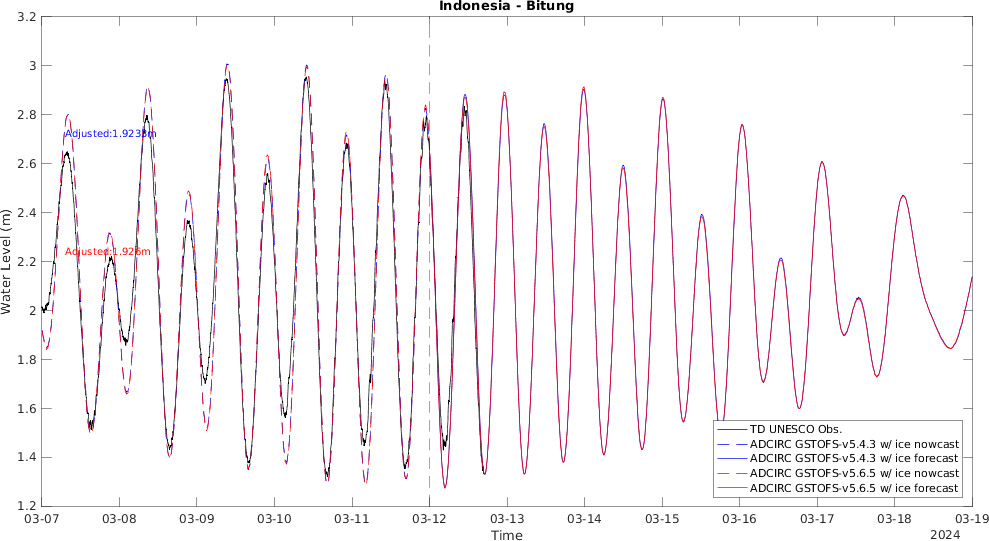 Indonesia - Bitung
3.2
3
2.8
2.6
2.4
2.2
2
1.8
1.6
1.4
1.2
Water Level (m)
Adjusted:1.9233m
Adjusted:1.926m
TD UNESCO Obs.
ADCIRC GSTOFS-v5.4.3 w/ ice nowcast
ADCIRC GSTOFS-v5.4.3 w/ ice forecast
ADCIRC GSTOFS-v5.6.5 w/ ice nowcast
ADCIRC GSTOFS-v5.6.5 w/ ice forecast
03-07 03-08 03-09 03-10 03-11 03-12 03-13 03-14 03-15 03-16 03-17 03-18 03-19
Time
2024